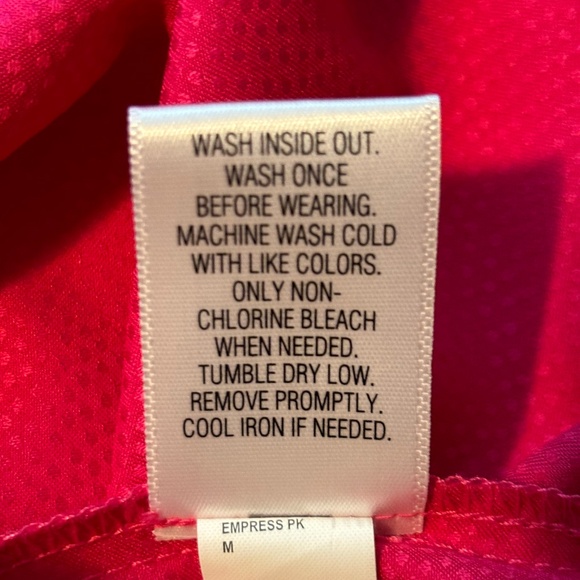 WASH INSIDE OUT.
WASH ONCE
BEFORE WEARING.
MACHINE WASH COLD
WITH LIKE COLORS.
ONLY NON-
CHLORINE BLEACH
WHEN NEEDED.
TUMBLE DRY LOW.
REMOVE PROMPTLY.
COOL IRON IF NEEDED.
EMPRESS PK
M